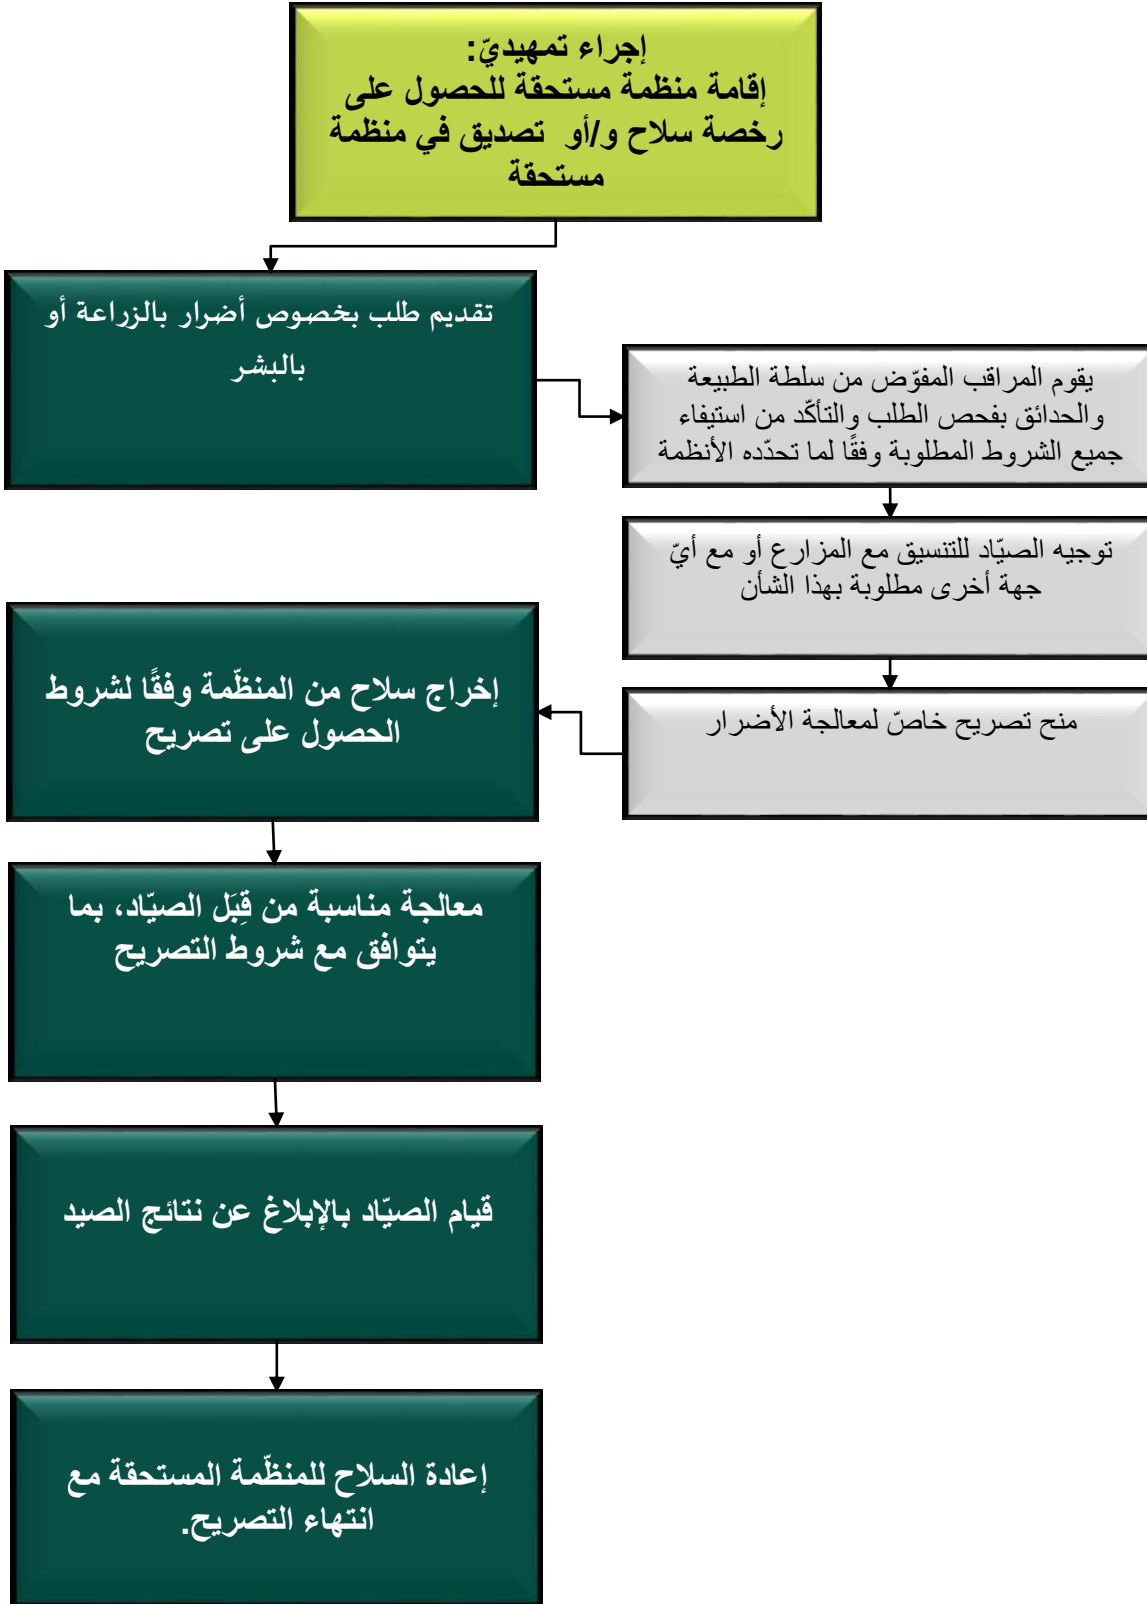 إجراء تمهيديّ:
إقامة منظمة مستحقة للحصول على
رخصة سلاح و/أو تصديق في منظمة
مستحقة
تقديم طلب بخصوص أضرار بالزراعة أو
بالبشر
يقوم المراقب المفوّض من سلطة الطبيعة
والحدائق بفحص الطلب والتأكّد من استيفاء
جميع الشروط المطلوبة وفقًا لما تحدّده الأنظمة
توجيه الصيّاد للتنسيق مع المزارع أو مع أيّ
جهة أخرى مطلوبة بهذا الشأن
منح تصريح خاصّ لمعالجة الأضرار
إخراج سلاح من المنظّمة وفقًا لشروط
الحصول على تصريح
معالجة مناسبة من قِبَل الصيّاد، بما
يتوافق مع شروط التصريح
قيام الصيّاد بالإبلاغ عن نتائج الصيد
إعادة السلاح للمنظّمة المستحقة مع
انتهاء التصريح.